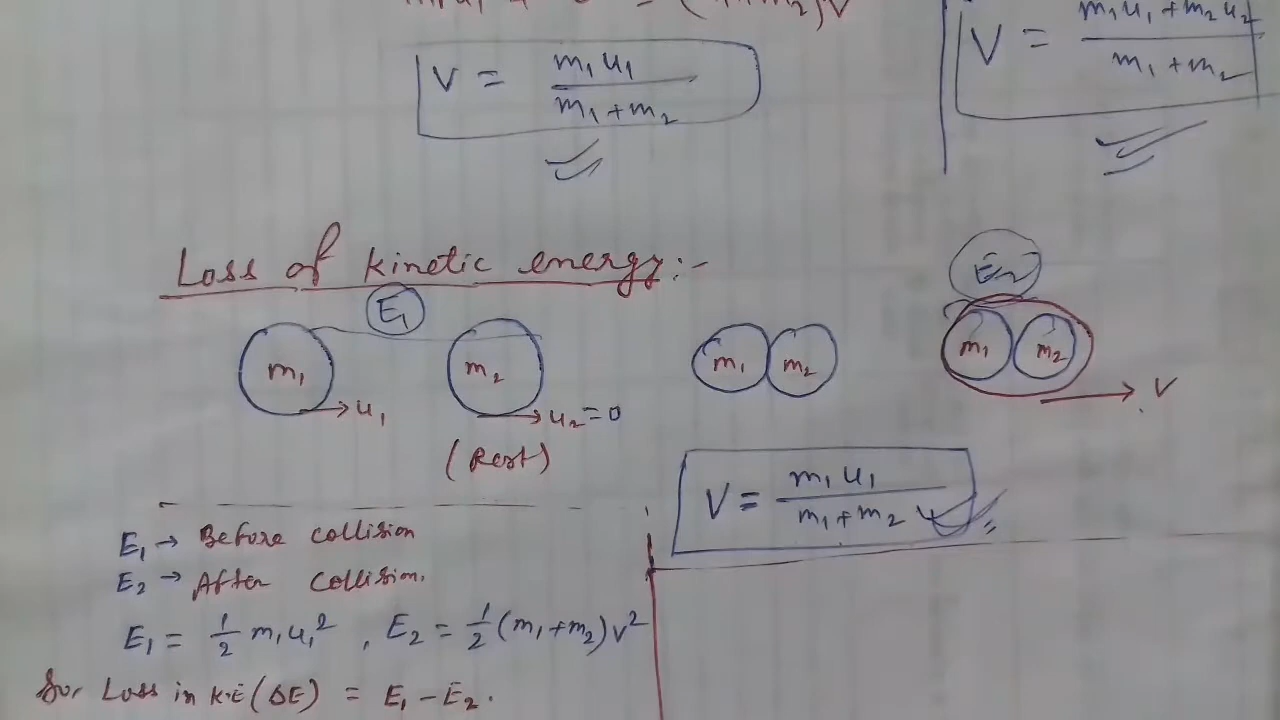 = ( m₂)V
V = m₁u₁ / m₁+m₂
V = m₁u₁+m₂u₂ / m₁+m₂
Loss of kinetic energy:-
E₁
E₂
m₁
m₂
m₁ m₂
m₁ m₂
→u₁
→u₂=0
→ V
(Rest)
V = m₁u₁ / m₁+m₂
E₁→ Before collision
E₂→ After collision.
E₁ = ½ m₁u₁² , E₂ = ½(m₁+m₂)V²
for Loss in K.E(ΔE) = E₁ – E₂.